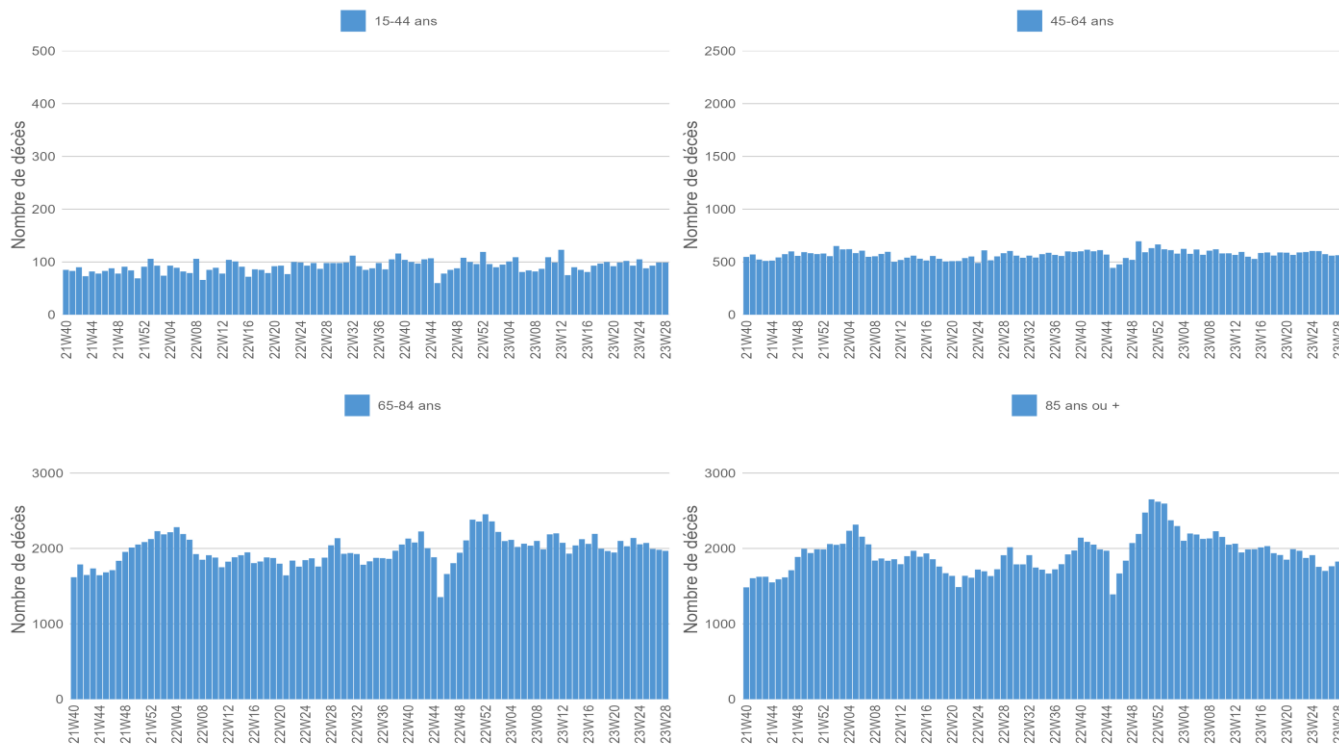 15-44 ans
Nombre de décès
500
400
300
200
100
0
21W40
21W44
21W48
21W52
22W04
22W08
22W12
22W16
22W20
22W24
22W28
22W32
22W36
22W40
22W44
22W48
22W52
23W04
23W08
23W12
23W16
23W20
23W24
23W28
45-64 ans
Nombre de décès
2500
2000
1500
1000
500
0
21W40
21W44
21W48
21W52
22W04
22W08
22W12
22W16
22W20
22W24
22W28
22W32
22W36
22W40
22W44
22W48
22W52
23W04
23W08
23W12
23W16
23W20
23W24
23W28
65-84 ans
Nombre de décès
3000
2000
1000
0
21W40
21W44
21W48
21W52
22W04
22W08
22W12
22W16
22W20
22W24
22W28
22W32
22W36
22W40
22W44
22W48
22W52
23W04
23W08
23W12
23W16
23W20
23W24
23W28
85 ans ou +
Nombre de décès
3000
2000
1000
0
21W40
21W44
21W48
21W52
22W04
22W08
22W12
22W16
22W20
22W24
22W28
22W32
22W36
22W40
22W44
22W48
22W52
23W04
23W08
23W12
23W16
23W20
23W24
23W28